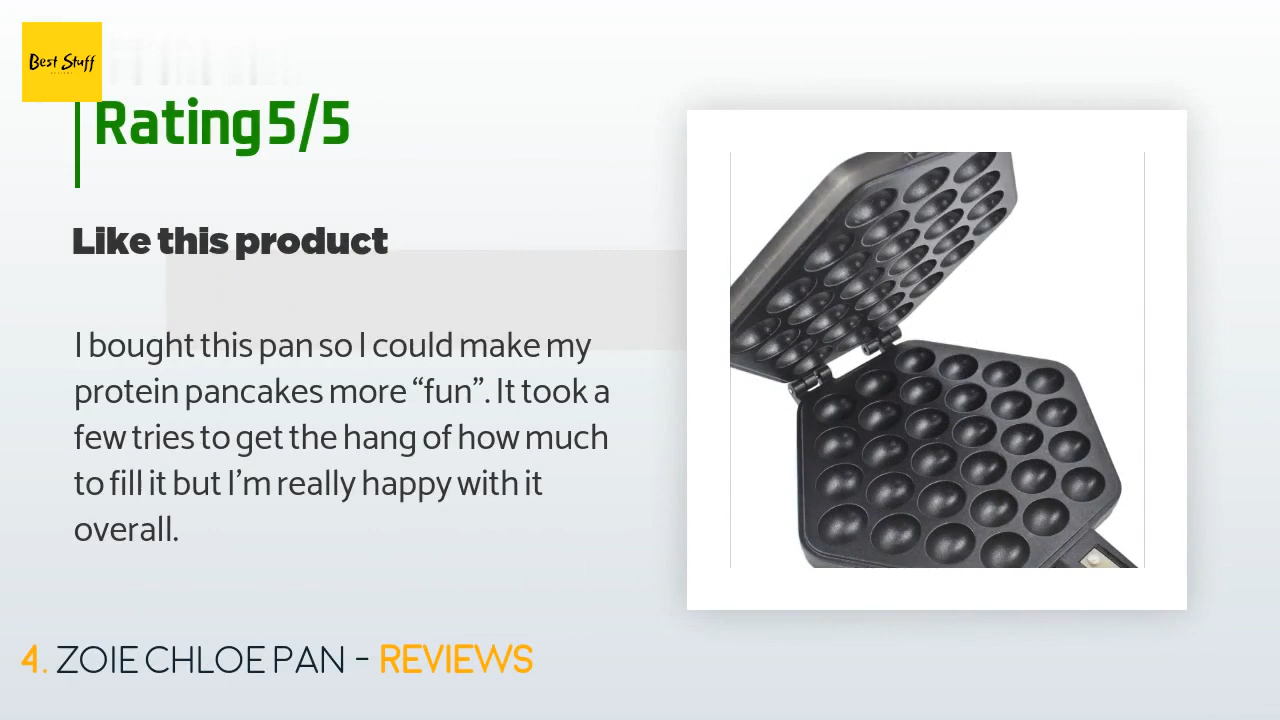 Best Stuff
Rating 5/5
Like this product
I bought this pan so I could make my
protein pancakes more “fun”. It took a
few tries to get the hang of how much
to fill it but I’m really happy with it
overall.
4. ZOIE CHLOE PAN - REVIEWS